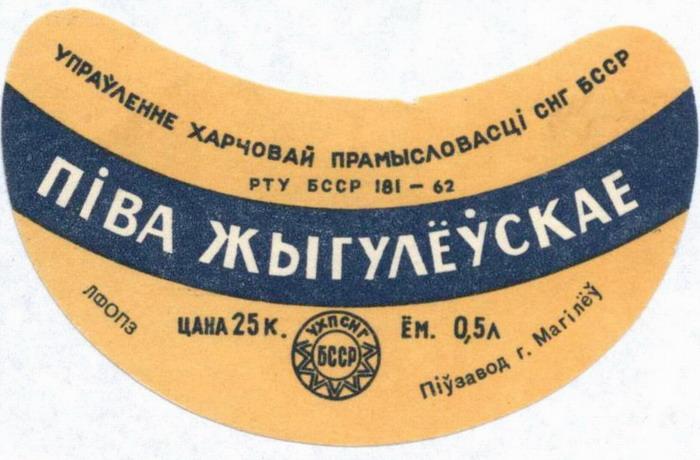 УПРАЎЛЕННЕ ХАРЧОВАЙ ПРАМЫСЛОВАСЦІ СНГ БССР
РТУ БССР 181 – 62
ПІВА ЖЫГУЛЁЎСКАЕ
ЛФОПЗ
ЦАНА 25 К.
УХПСНГ
БССР
ЁМ. 0,5л
Піўзавод г. Магілёў